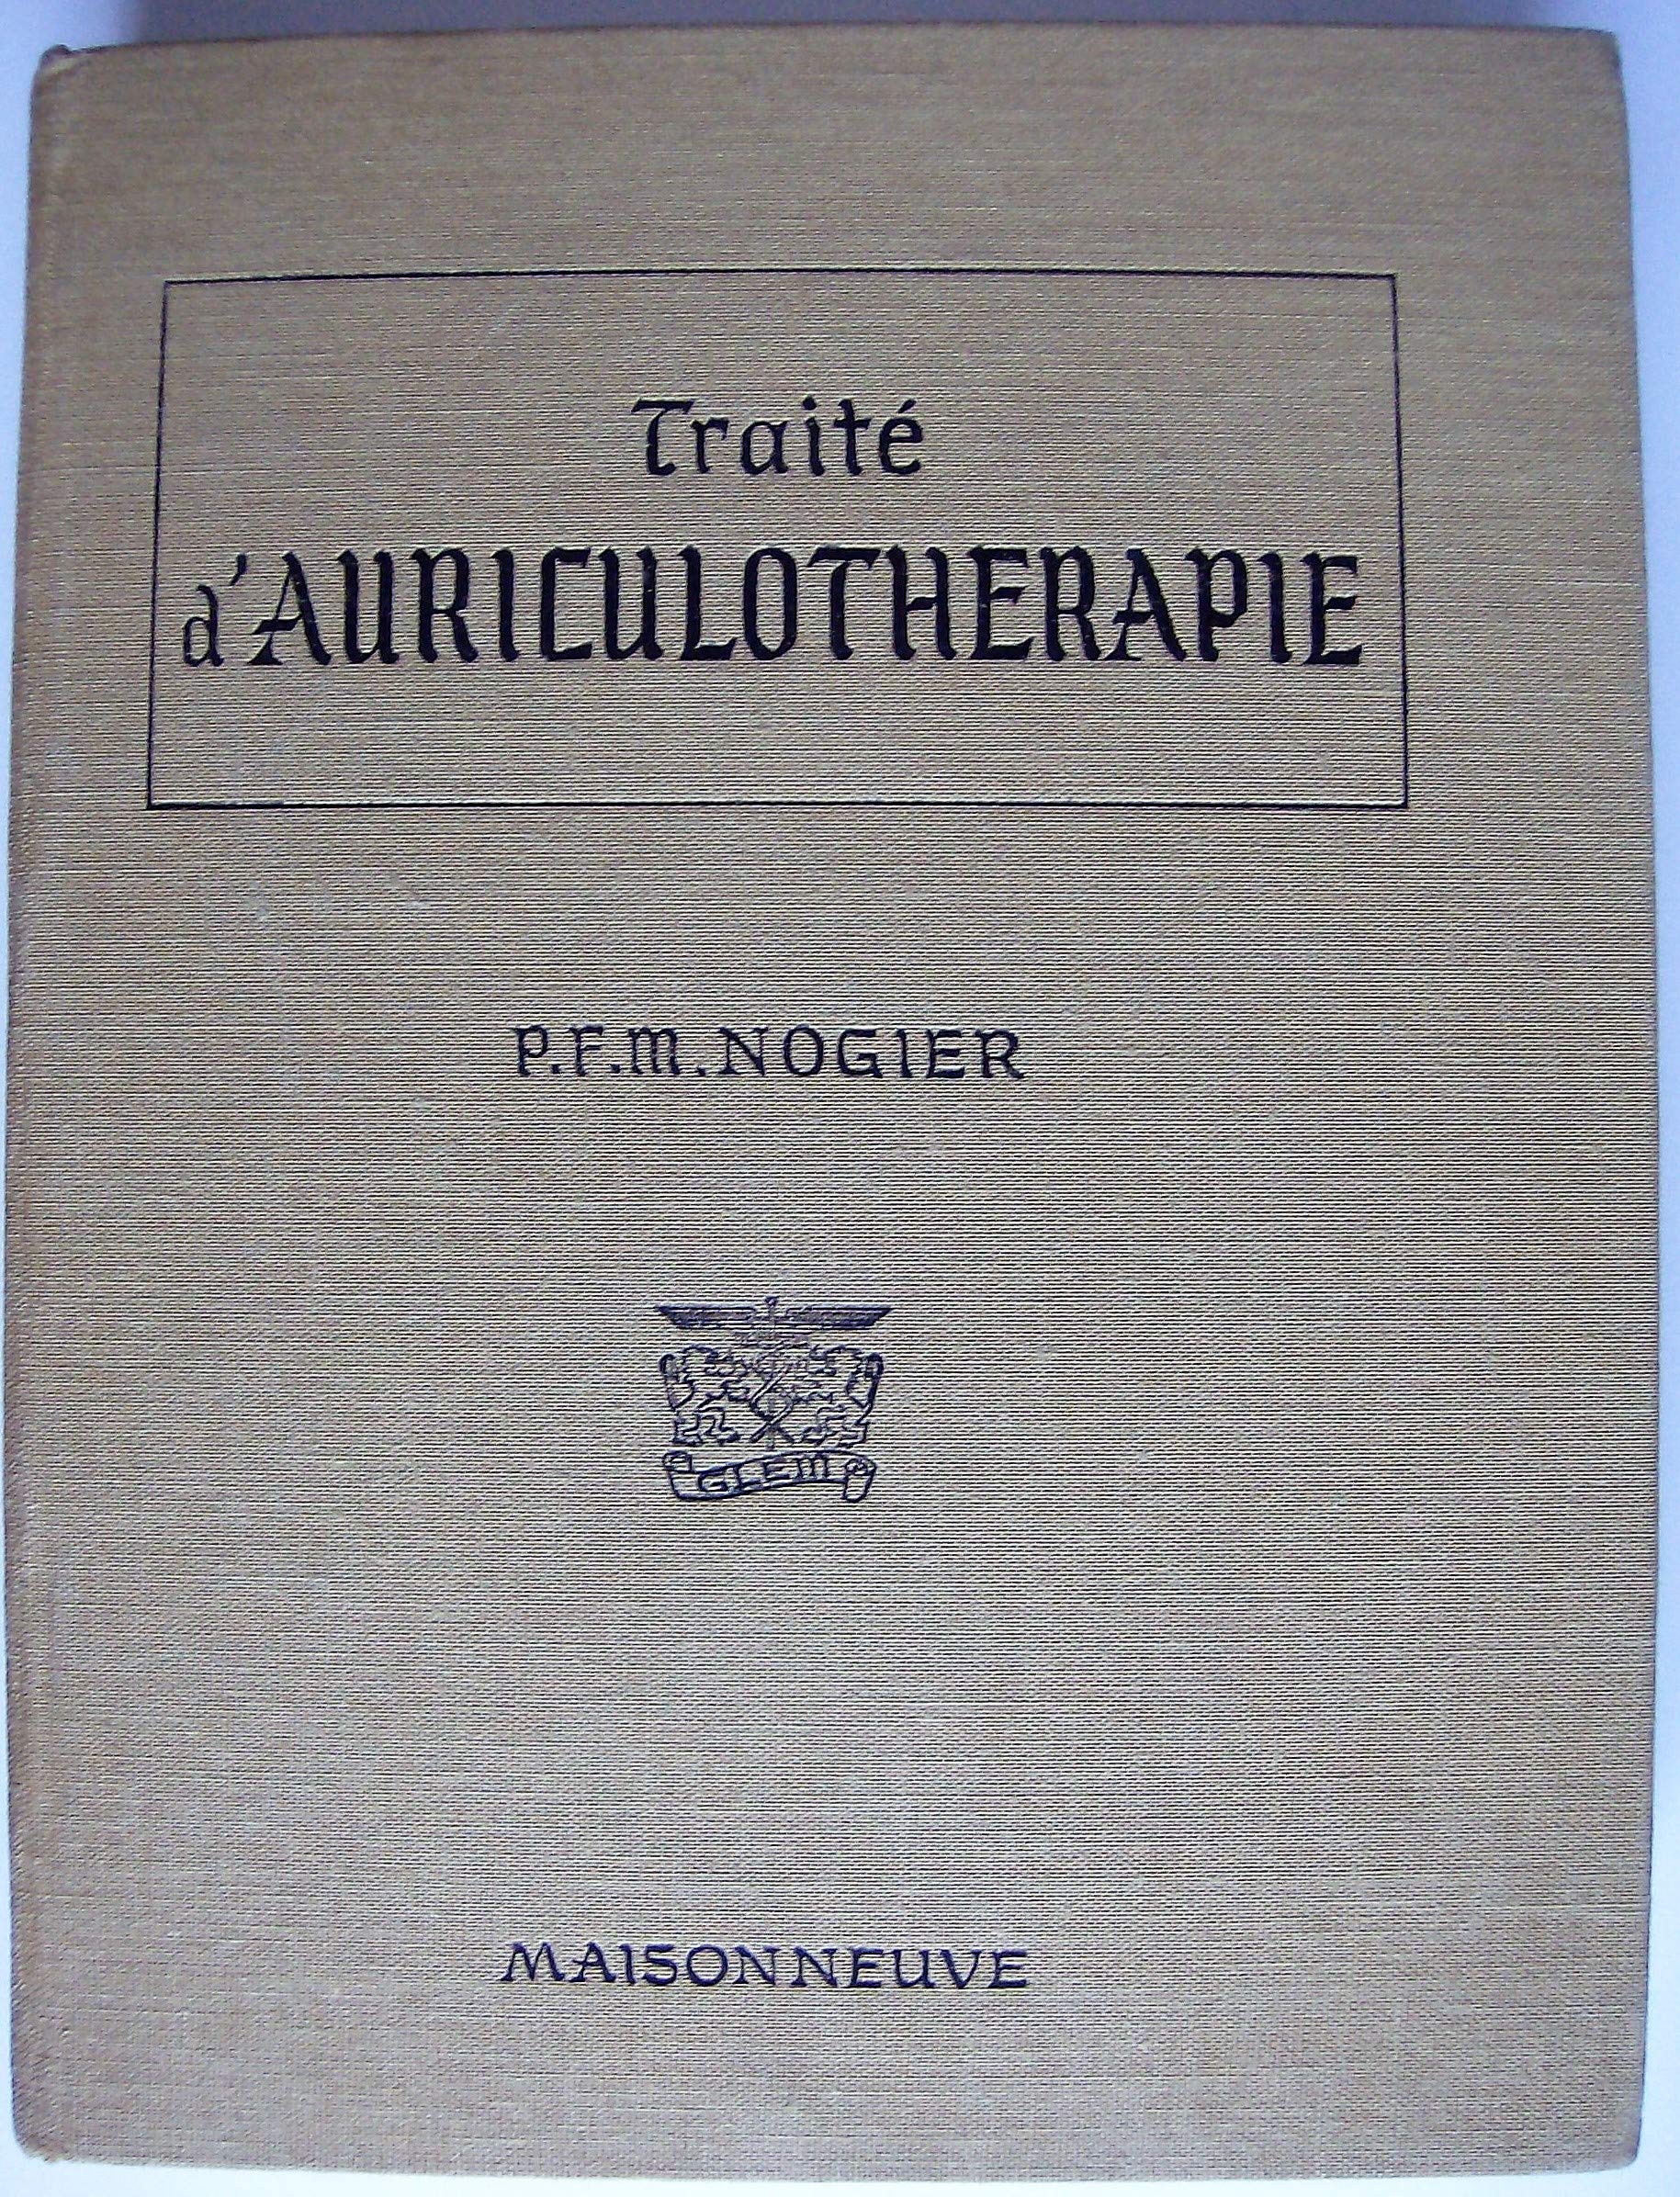 Traité
d'AURICULOTHERAPIE
P.F.M. NOGIER
GLEM
MAISONNEUVE